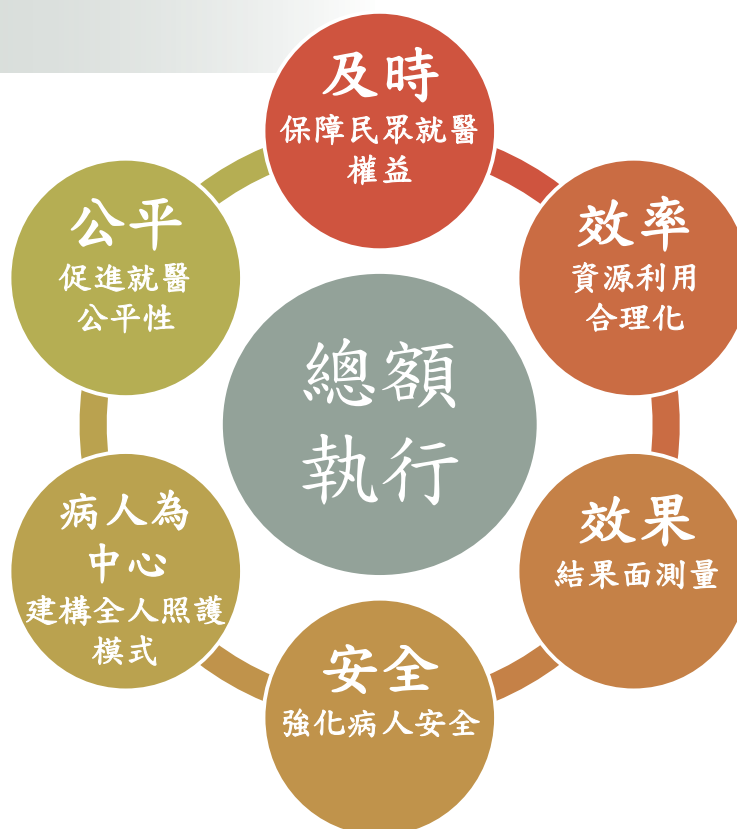 及時
保障民眾就醫
權益
效率
資源利用
合理化
效果
結果面測量
安全
強化病人安全
病人為
中心
建構全人照護
模式
公平
促進就醫
公平性
總額
執行